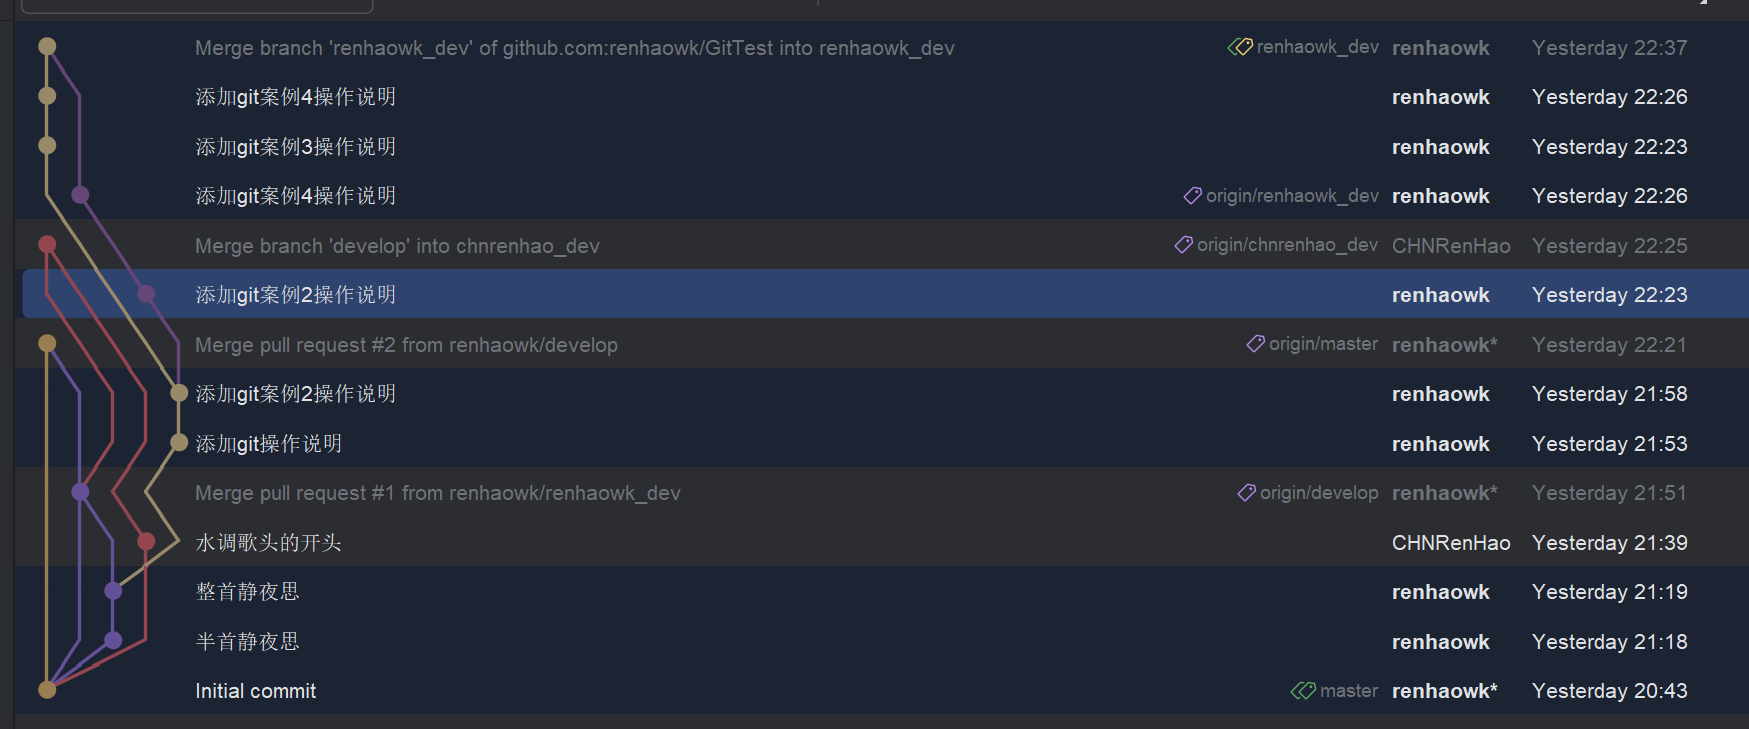 Merge branch 'renhaowk_dev' of github.com:renhaowk/GitTest into renhaowk_dev renhaowk_dev renhaowk Yesterday 22:37
添加git案例4操作说明 renhaowk Yesterday 22:26
添加git案例3操作说明 renhaowk Yesterday 22:23
添加git案例4操作说明 origin/renhaowk_dev renhaowk Yesterday 22:26
Merge branch 'develop' into chnrenhao_dev origin/chnrenhao_dev CHNRenHao Yesterday 22:25
添加git案例2操作说明 renhaowk Yesterday 22:23
Merge pull request #2 from renhaowk/develop origin/master renhaowk* Yesterday 22:21
添加git案例2操作说明 renhaowk Yesterday 21:58
添加git操作说明 renhaowk Yesterday 21:53
Merge pull request #1 from renhaowk/renhaowk_dev origin/develop renhaowk* Yesterday 21:51
水调歌头的开头 CHNRenHao Yesterday 21:39
整首静夜思 renhaowk Yesterday 21:19
半首静夜思 renhaowk Yesterday 21:18
Initial commit master renhaowk* Yesterday 20:43